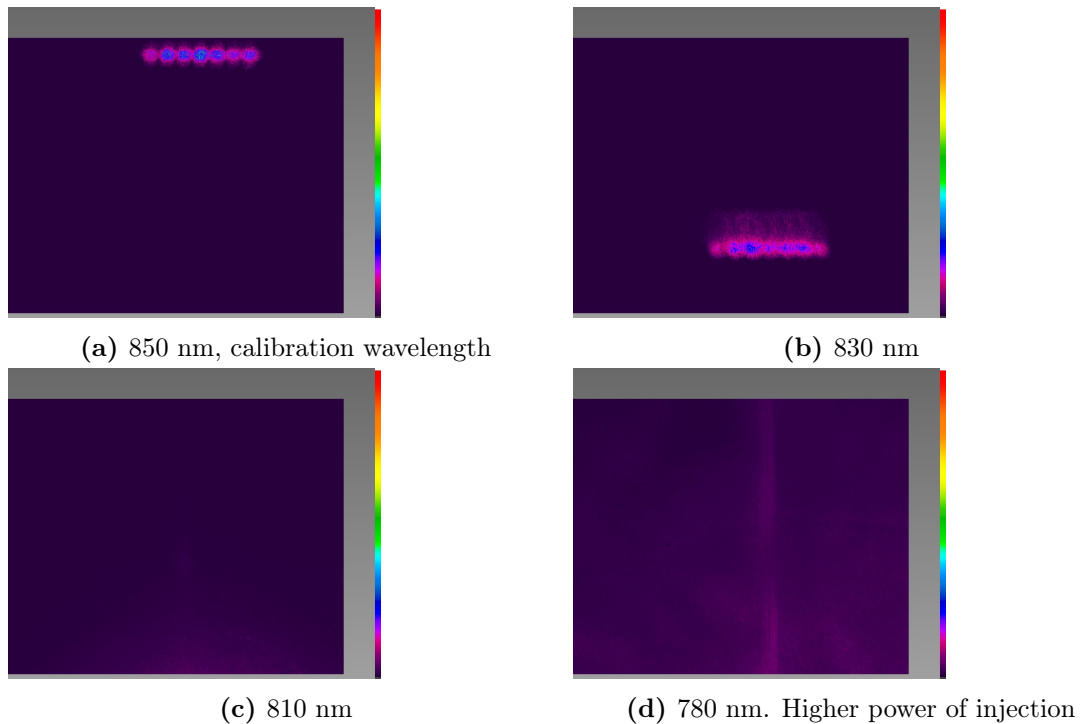 (a) 850 nm, calibration wavelength
(b) 830 nm
(c) 810 nm
(d) 780 nm. Higher power of injection